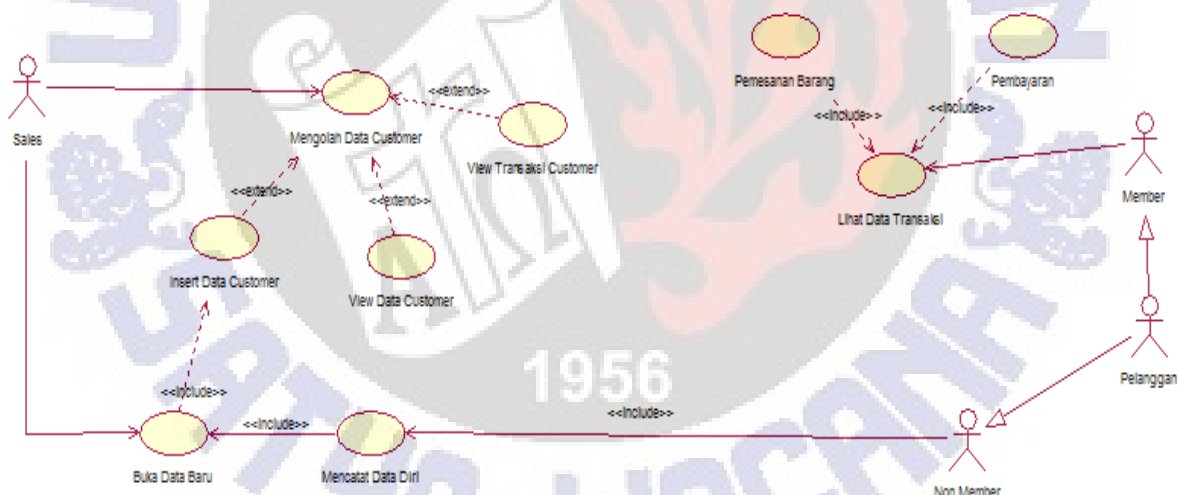 Sales
Mengolah Data Customer
<<extend>>
View Transaksi Customer
<<extend>>
<<extend>>
Insert Data Customer
View Data Customer
<<include>>
Buka Data Baru
<<include>>
Mencatat Data Diri
<<include>>
Pemesanan Barang
Pembayaran
<<include>>
<<include>>
Lihat Data Transaksi
Member
Pelanggan
Non Member
1956